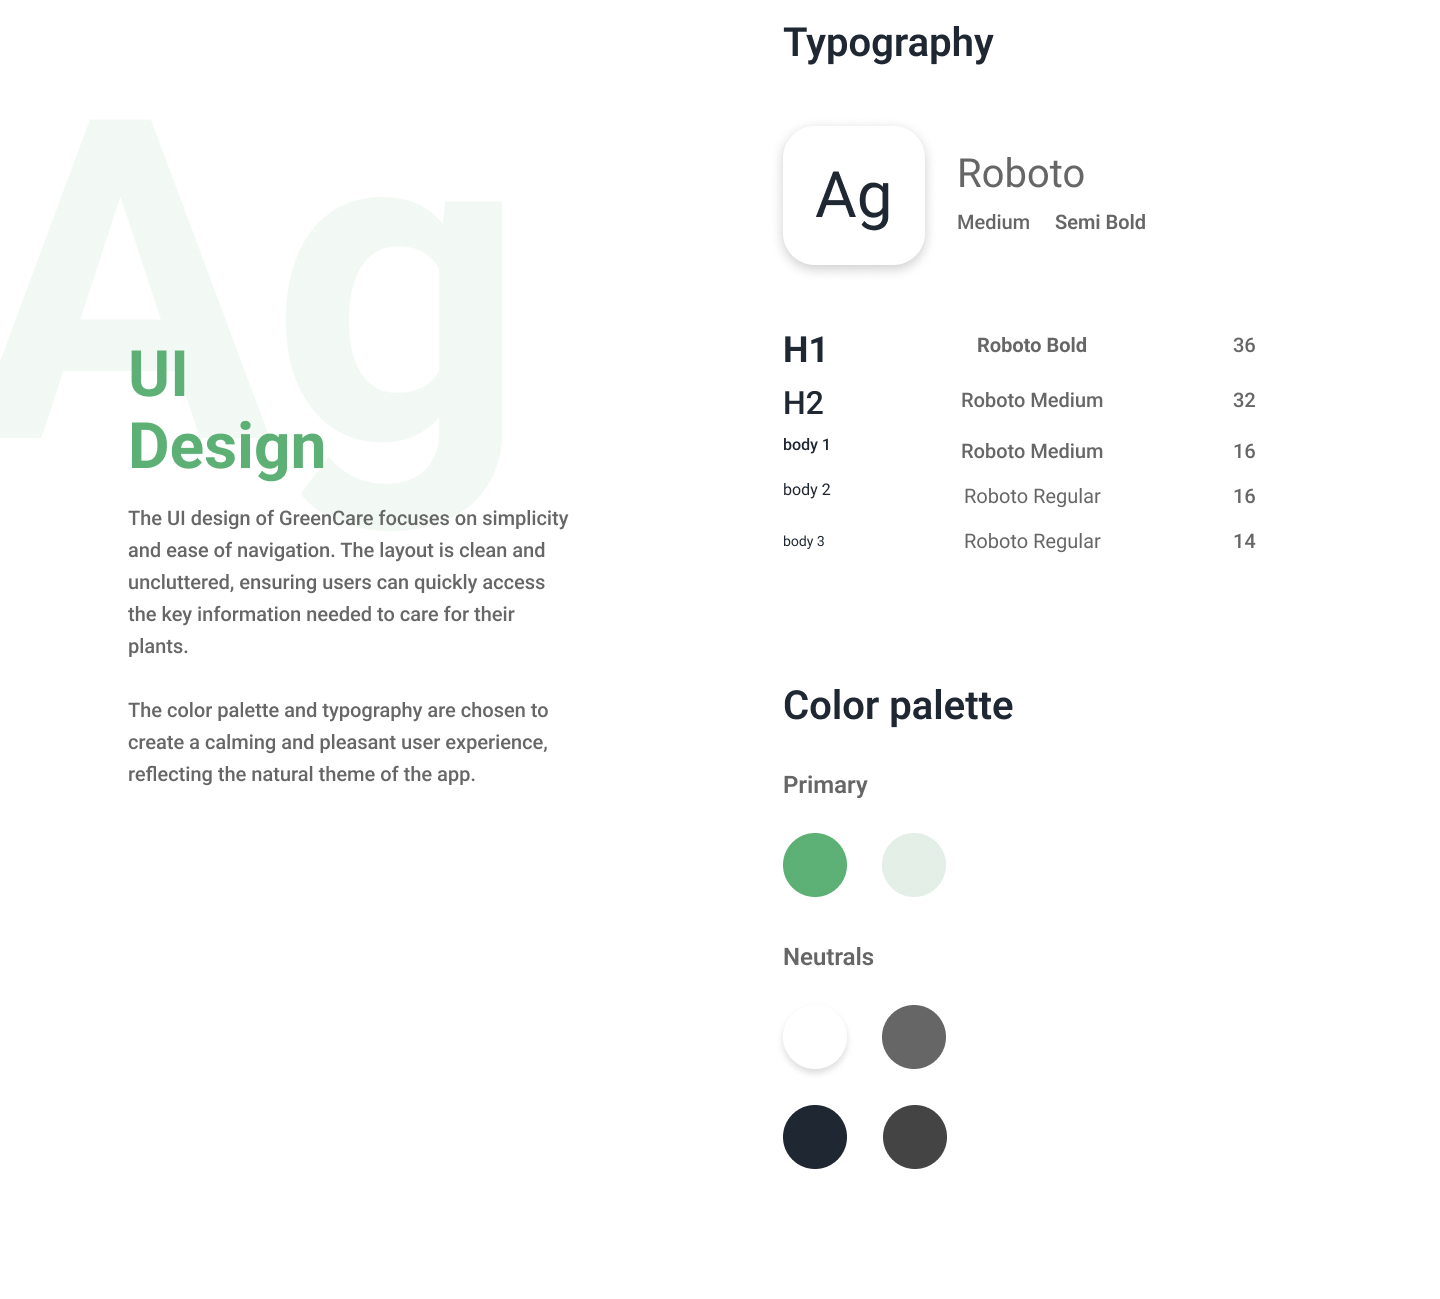 Ag
UI
Design
The UI design of GreenCare focuses on simplicity
and ease of navigation. The layout is clean and
uncluttered, ensuring users can quickly access
the key information needed to care for their
plants.
The color palette and typography are chosen to
create a calming and pleasant user experience,
reflecting the natural theme of the app.
Typography
Ag
Roboto
Medium Semi Bold
H1 Roboto Bold 36
H2 Roboto Medium 32
body 1 Roboto Medium 16
body 2 Roboto Regular 16
body 3 Roboto Regular 14
Color palette
Primary
Neutrals